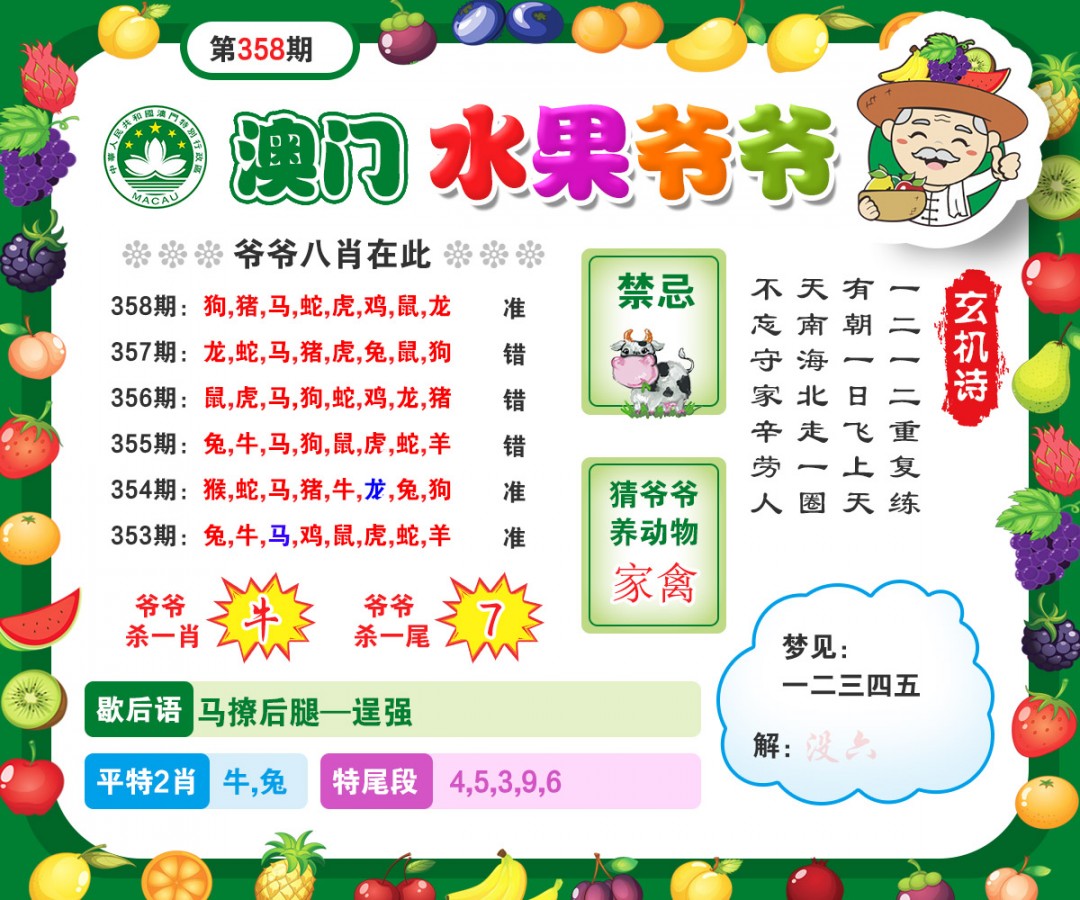 第358期
中華人民共和國澳門特別行政區
MACAU
澳门 水果爷爷
爷爷八肖在此
358期：狗,猪,马,蛇,虎,鸡,鼠,龙 准
357期：龙,蛇,马,猪,虎,兔,鼠,狗 错
356期：鼠,虎,马,狗,蛇,鸡,龙,猪 错
355期：兔,牛,马,狗,鼠,虎,蛇,羊 错
354期：猴,蛇,马,猪,牛,龙,兔,狗 准
353期：兔,牛,马,鸡,鼠,虎,蛇,羊 准
爷爷
杀一肖
牛
爷爷
杀一尾
7
禁忌
猜爷爷
养动物
家禽
玄机诗
一二一二重复练
有朝一日飞上天
天南海北走一圈
不忘守家辛劳人
梦见：
一二三四五
解：没六
歇后语 马撩后腿—逞强
平特2肖 牛,兔
特尾段 4,5,3,9,6